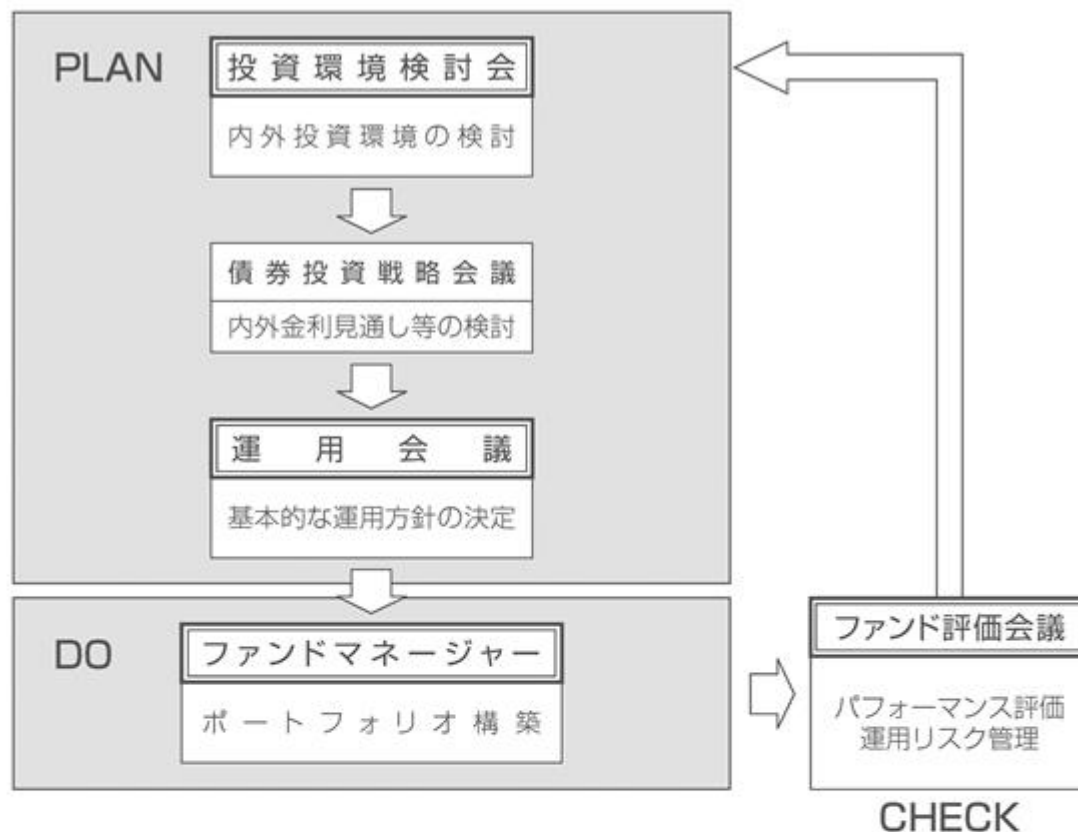 PLAN
投資環境検討会
内外投資環境の検討
債券投資戦略会議
内外金利見通し等の検討
運用会議
基本的な運用方針の決定
DO
ファンドマネージャー
ポートフォリオ構築
ファンド評価会議
パフォーマンス評価
運用リスク管理
CHECK